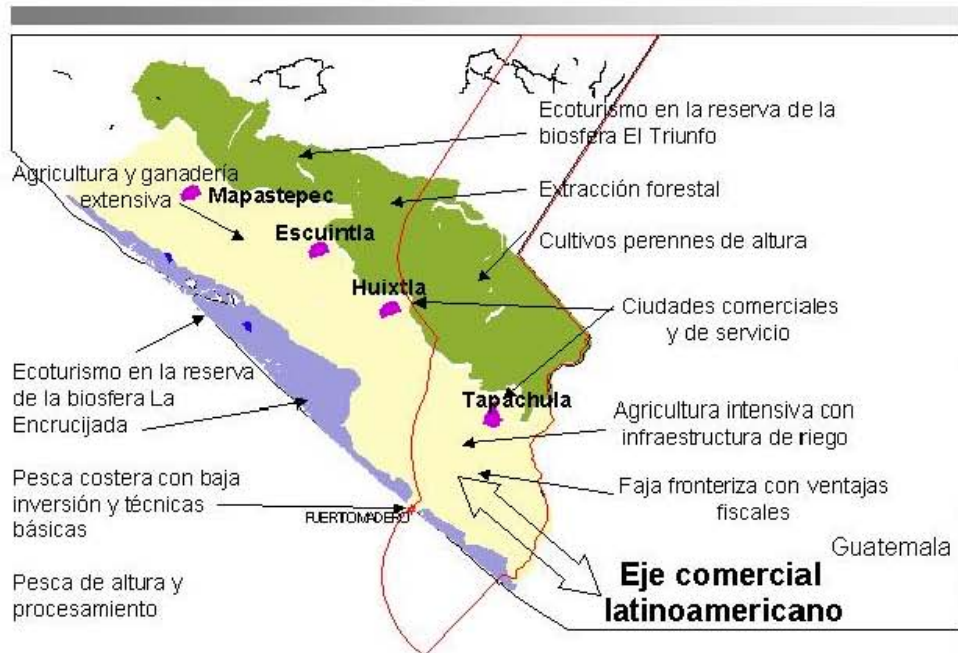 Ecoturismo en la reserva de la
biosfera El Triunfo
Agricultura y ganadería
extensiva
Mapastepec
Extracción forestal
Escuintla
Cultivos perennes de altura
Huixtla
Ciudades comerciales
y de servicio
Ecoturismo en la reserva
de la biosfera La
Encrucijada
Tapachula
Agricultura intensiva con
infraestructura de riego
Pesca costera con baja
inversión y técnicas
básicas
PUERTO MADERO
Faja fronteriza con ventajas
fiscales
Guatemala
Eje comercial
latinoamericano
Pesca de altura y
procesamiento